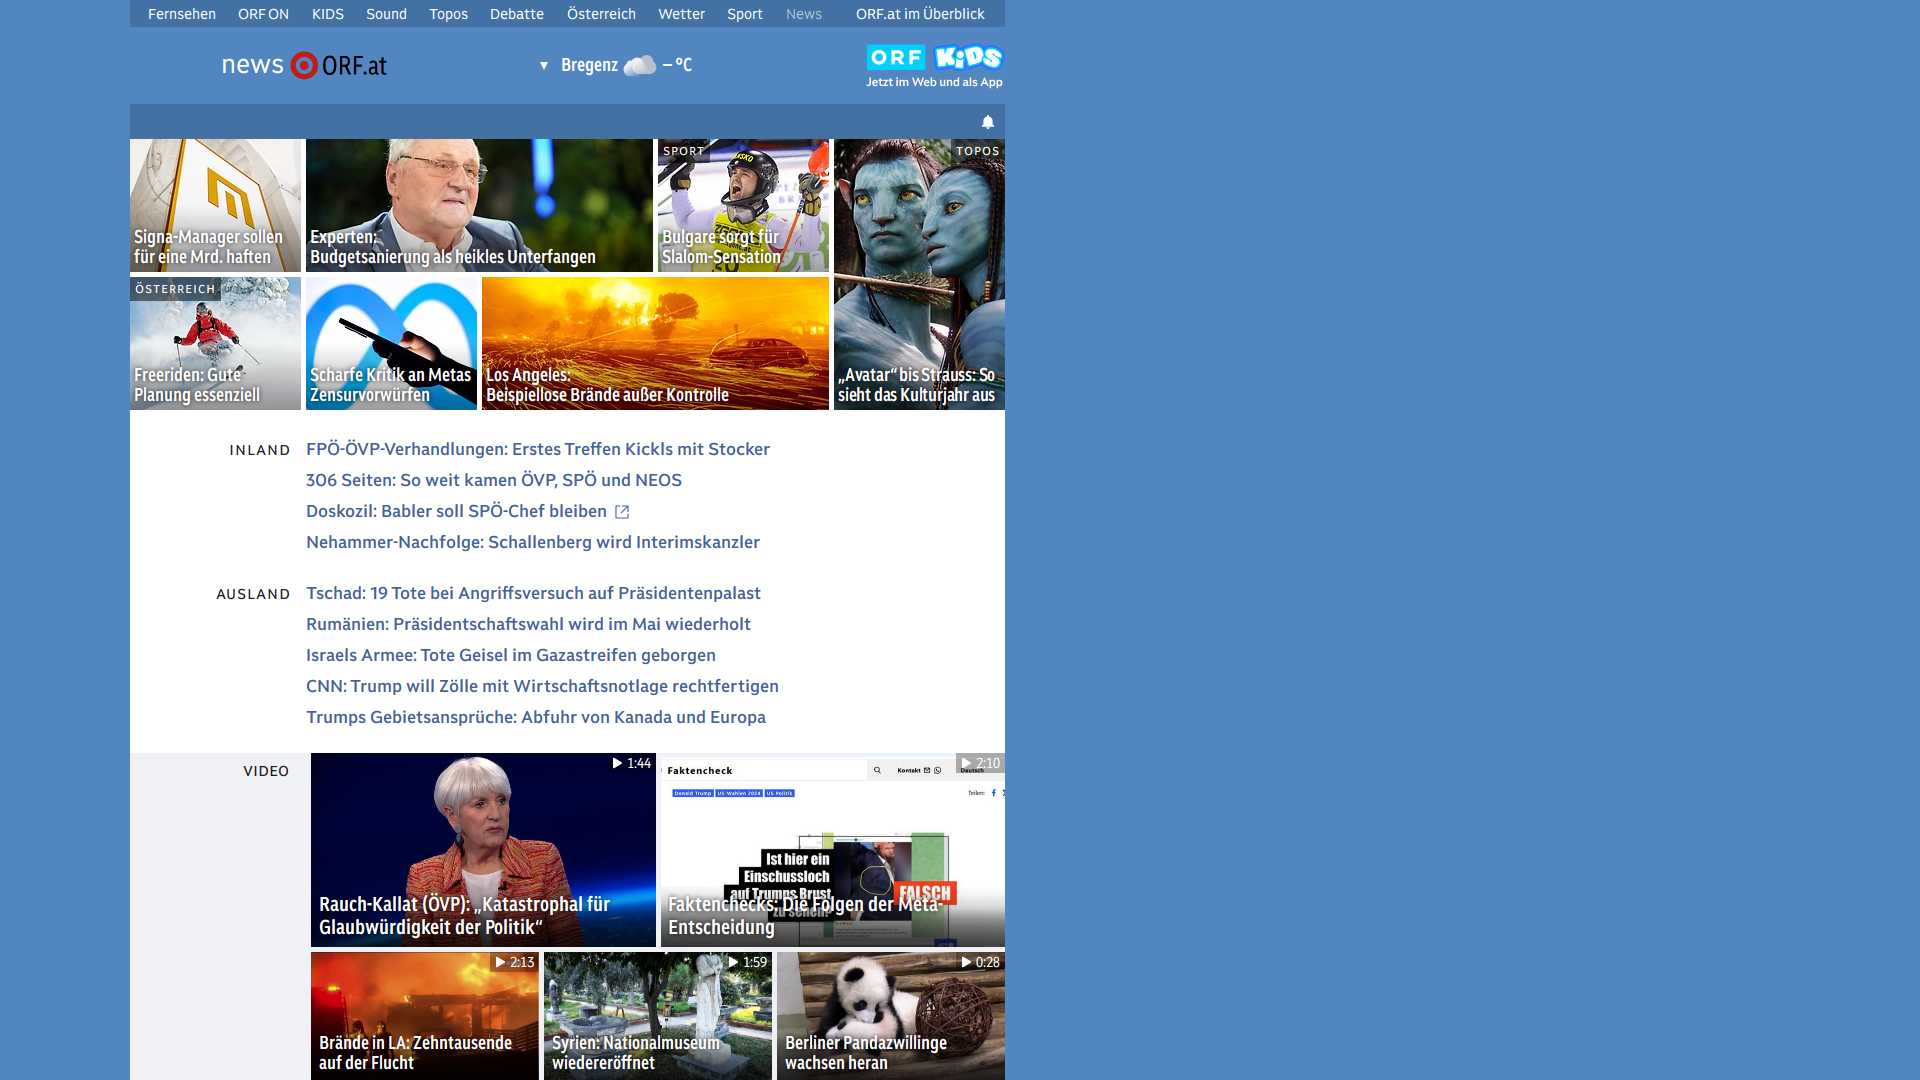 Fernsehen ORF ON KIDS Sound Topos Debatte Österreich Wetter Sport News ORF.at im Überblick
news ORF.at
▼ Bregenz – °C
ORF KiDS
Jetzt im Web und als App
Signa-Manager sollen
für eine Mrd. haften
Experten:
Budgetsanierung als heikles Unterfangen
SPORT
Bulgare sorgt für
Slalom-Sensation
TOPOS
„Avatar“ bis Strauss: So
sieht das Kulturjahr aus
ÖSTERREICH
Freeriden: Gute
Planung essenziell
Scharfe Kritik an Metas
Zensurvorwürfen
Los Angeles:
Beispiellose Brände außer Kontrolle
INLAND
FPÖ-ÖVP-Verhandlungen: Erstes Treffen Kickls mit Stocker
306 Seiten: So weit kamen ÖVP, SPÖ und NEOS
Doskozil: Babler soll SPÖ-Chef bleiben
Nehammer-Nachfolge: Schallenberg wird Interimskanzler
AUSLAND
Tschad: 19 Tote bei Angriffsversuch auf Präsidentenpalast
Rumänien: Präsidentschaftswahl wird im Mai wiederholt
Israels Armee: Tote Geisel im Gazastreifen geborgen
CNN: Trump will Zölle mit Wirtschaftsnotlage rechtfertigen
Trumps Gebietsansprüche: Abfuhr von Kanada und Europa
VIDEO
1:44
Rauch-Kallat (ÖVP): „Katastrophal für
Glaubwürdigkeit der Politik“
2:10
Faktencheck Kontakt Deutsch
Donald Trump US Wahlen 2024 US Politik Teilen:
Ist hier ein
Einschussloch
auf Trumps Brust
zu sehen?
FALSCH
Faktenchecks: Die Folgen der Meta-
Entscheidung
2:13
Brände in LA: Zehntausende
auf der Flucht
1:59
Syrien: Nationalmuseum
wiedereröffnet
0:28
Berliner Pandazwillinge
wachsen heran